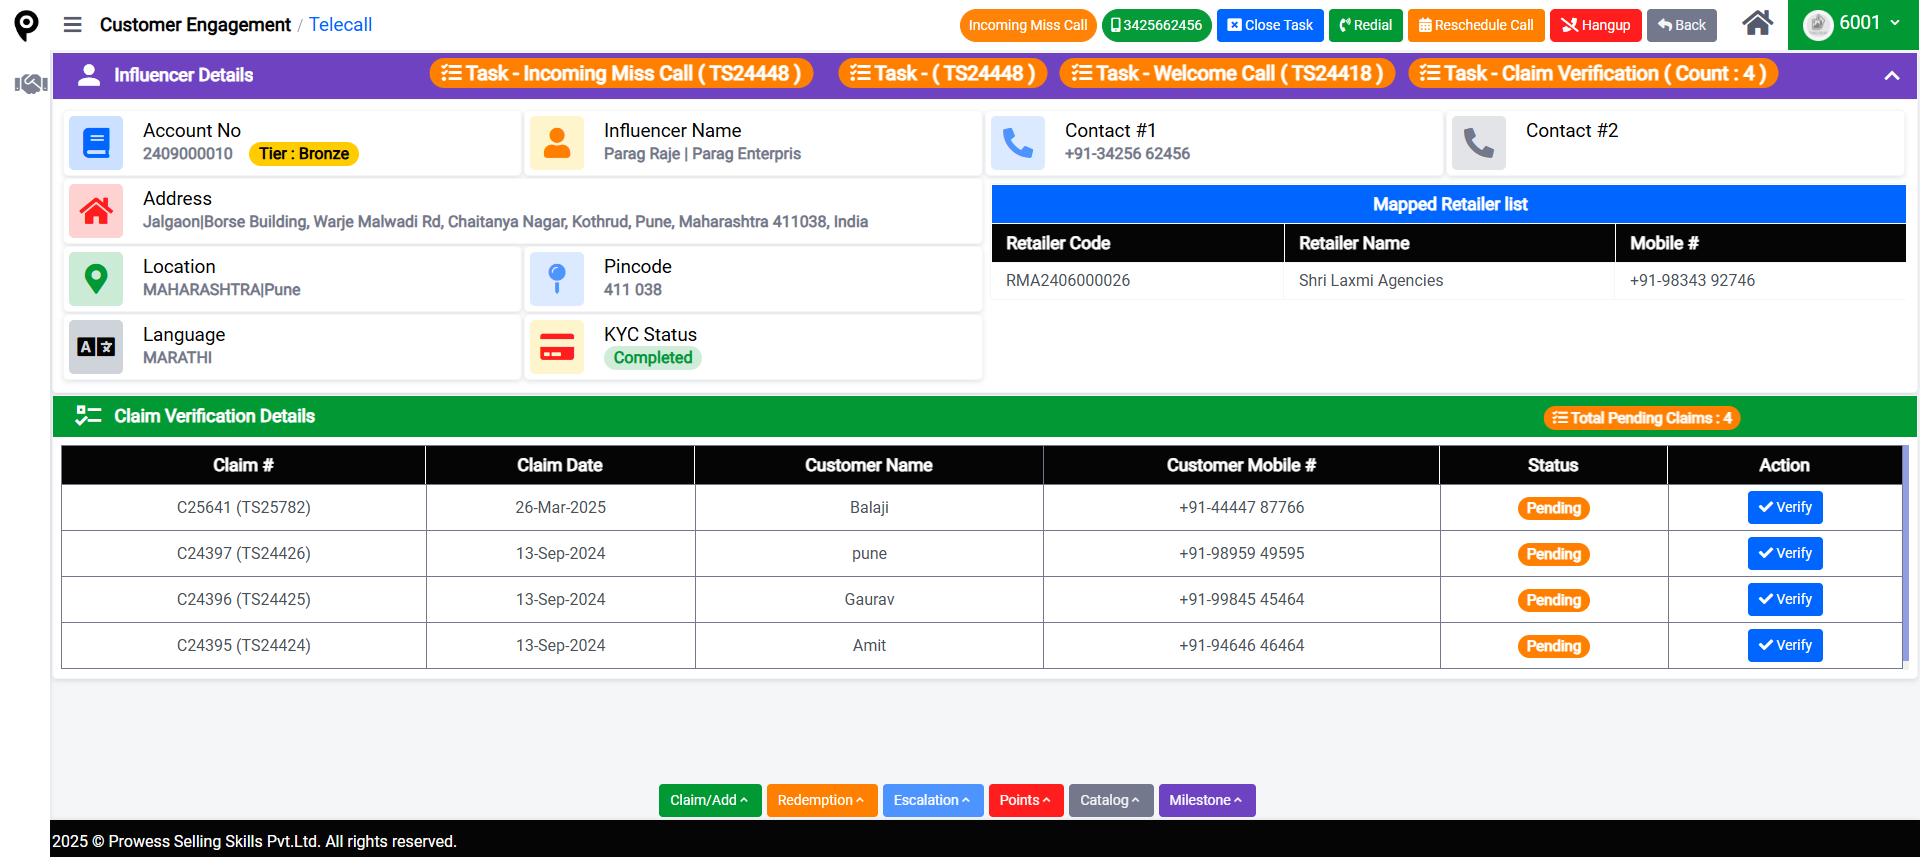 Customer Engagement / Telecall
Incoming Miss Call 3425662456 Close Task Redial Reschedule Call Hangup Back 6001
Influencer Details Task - Incoming Miss Call ( TS24448 ) Task - ( TS24448 ) Task - Welcome Call ( TS24418 ) Task - Claim Verification ( Count : 4 )
Account No
2409000010 Tier : Bronze
Influencer Name
Parag Raje | Parag Enterpris
Contact #1
+91-34256 62456
Contact #2
Address
Jalgaon|Borse Building, Warje Malwadi Rd, Chaitanya Nagar, Kothrud, Pune, Maharashtra 411038, India
Location
MAHARASHTRA|Pune
Pincode
411 038
Language
MARATHI
KYC Status
Completed
Mapped Retailer list
Retailer Code Retailer Name Mobile #
RMA2406000026 Shri Laxmi Agencies +91-98343 92746
Claim Verification Details Total Pending Claims : 4
Claim # Claim Date Customer Name Customer Mobile # Status Action
C25641 (TS25782) 26-Mar-2025 Balaji +91-44447 87766 Pending Verify
C24397 (TS24426) 13-Sep-2024 pune +91-98959 49595 Pending Verify
C24396 (TS24425) 13-Sep-2024 Gaurav +91-99845 45464 Pending Verify
C24395 (TS24424) 13-Sep-2024 Amit +91-94646 46464 Pending Verify
Claim/Add Redemption Escalation Points Catalog Milestone
2025 © Prowess Selling Skills Pvt.Ltd. All rights reserved.